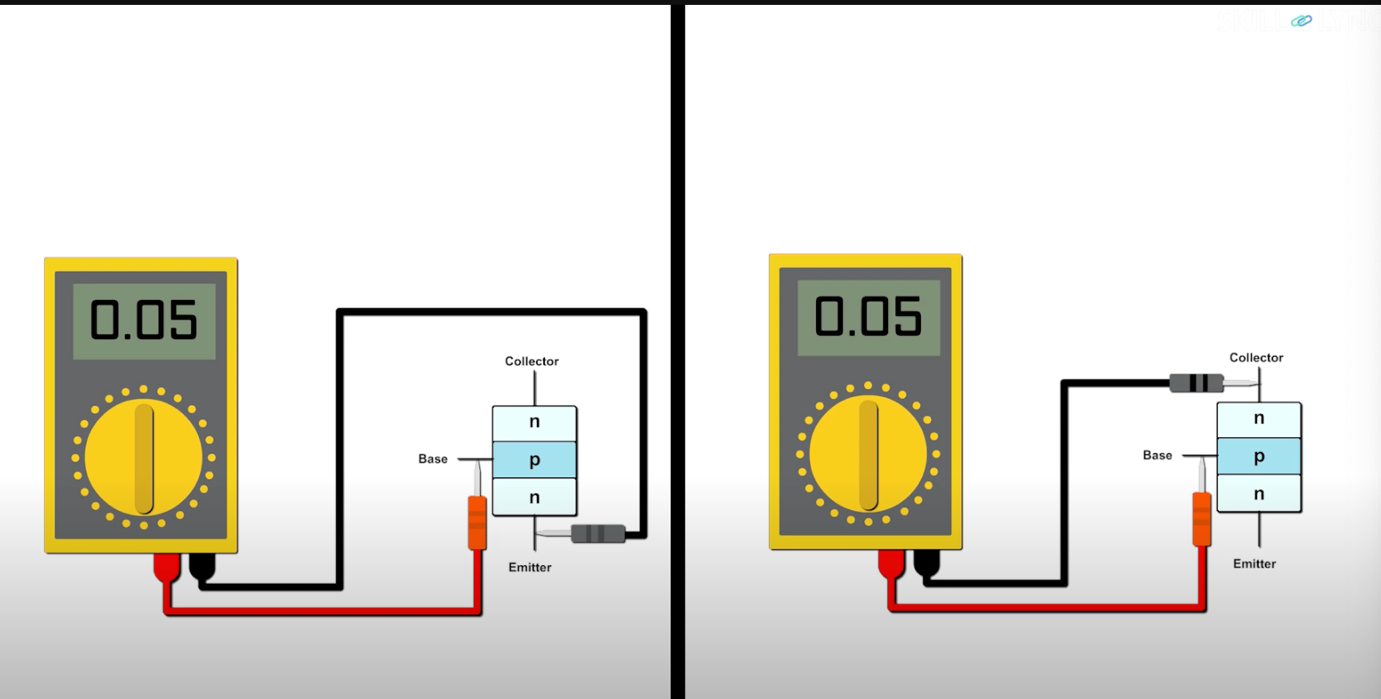 0.05
Collector
n
Base
p
n
Emitter
0.05
Collector
n
Base
p
n
Emitter